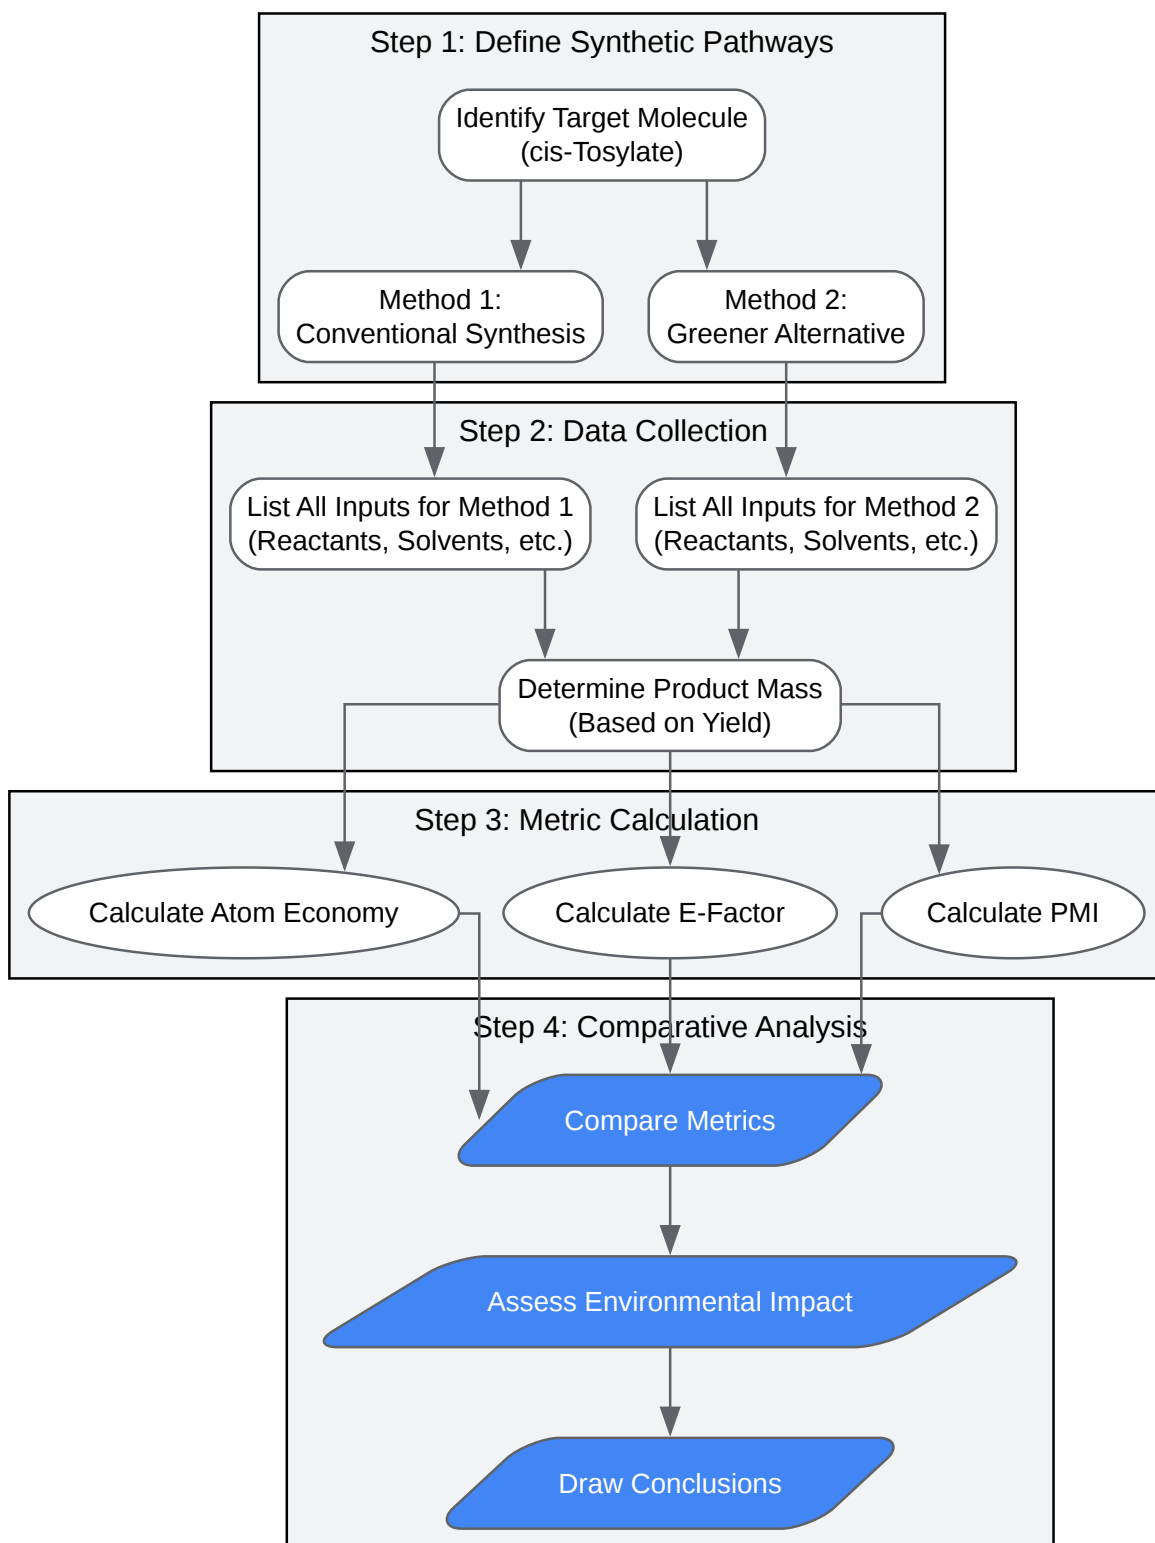 Step 1: Define Synthetic Pathways
Identify Target Molecule
(cis-Tosylate)
Method 1:
Conventional Synthesis
Method 2:
Greener Alternative
Step 2: Data Collection
List All Inputs for Method 1
(Reactants, Solvents, etc.)
List All Inputs for Method 2
(Reactants, Solvents, etc.)
Determine Product Mass
(Based on Yield)
Step 3: Metric Calculation
Calculate Atom Economy
Calculate E-Factor
Calculate PMI
Step 4: Comparative Analysis
Compare Metrics
Assess Environmental Impact
Draw Conclusions